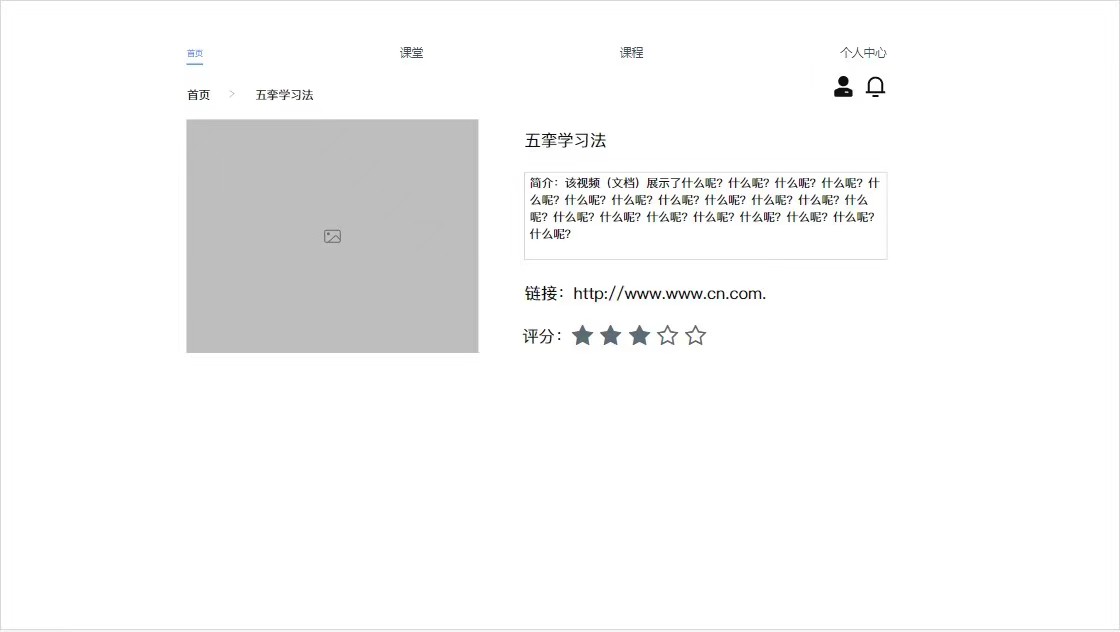 首页 课堂 课程 个人中心
首页 > 五挛学习法
五挛学习法
简介：该视频（文档）展示了什么呢？什么呢？什么呢？什么呢？什
么呢？什么呢？什么呢？什么呢？什么呢？什么呢？什么呢？什么
呢？什么呢？什么呢？什么呢？什么呢？什么呢？什么呢？什么呢？
什么呢？
链接：http://www.www.cn.com.
评分：